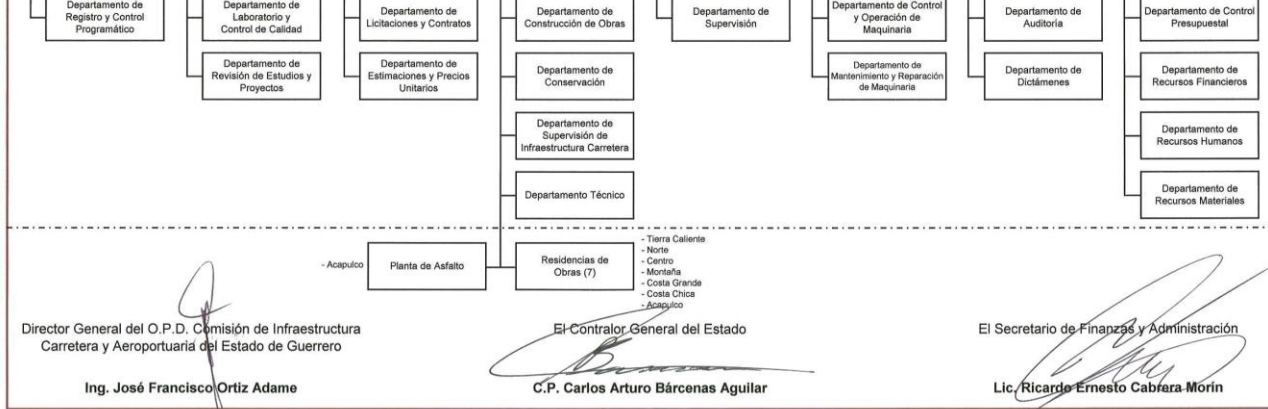 Departamento de
Registro y Control
Programático
Departamento de
Laboratorio y
Control de Calidad
Departamento de
Licitaciones y Contratos
Departamento de
Construcción de Obras
Departamento de
Supervisión
Departamento de Control
y Operación de
Maquinaria
Departamento de
Auditoria
Departamento de Control
Presupuestal
Departamento de
Revisión de Estudios y
Proyectos
Departamento de
Estimaciones y Precios
Unitarios
Departamento de
Conservación
Departamento de
Mantenimiento y Reparación
de Maquinaria
Departamento de
Dictámenes
Departamento de
Recursos Financieros
Departamento de
Supervisión de
Infraestructura Carretera
Departamento de
Recursos Humanos
Departamento Técnico
Departamento de
Recursos Materiales
- Acapulco
Planta de Asfalto
Residencias de
Obras (7)
- Tierra Caliente
- Norte
- Centro
- Montaña
- Costa Grande
- Costa Chica
- Acapulco
Director General del O.P.D. Comisión de Infraestructura
Carretera y Aeroportuaria del Estado de Guerrero
Ing. José Francisco Ortiz Adame
El Contralor General del Estado
C.P. Carlos Arturo Bárcenas Aguilar
El Secretario de Finanzas y Administración
Lic. Ricardo Ernesto Cabrera Morín